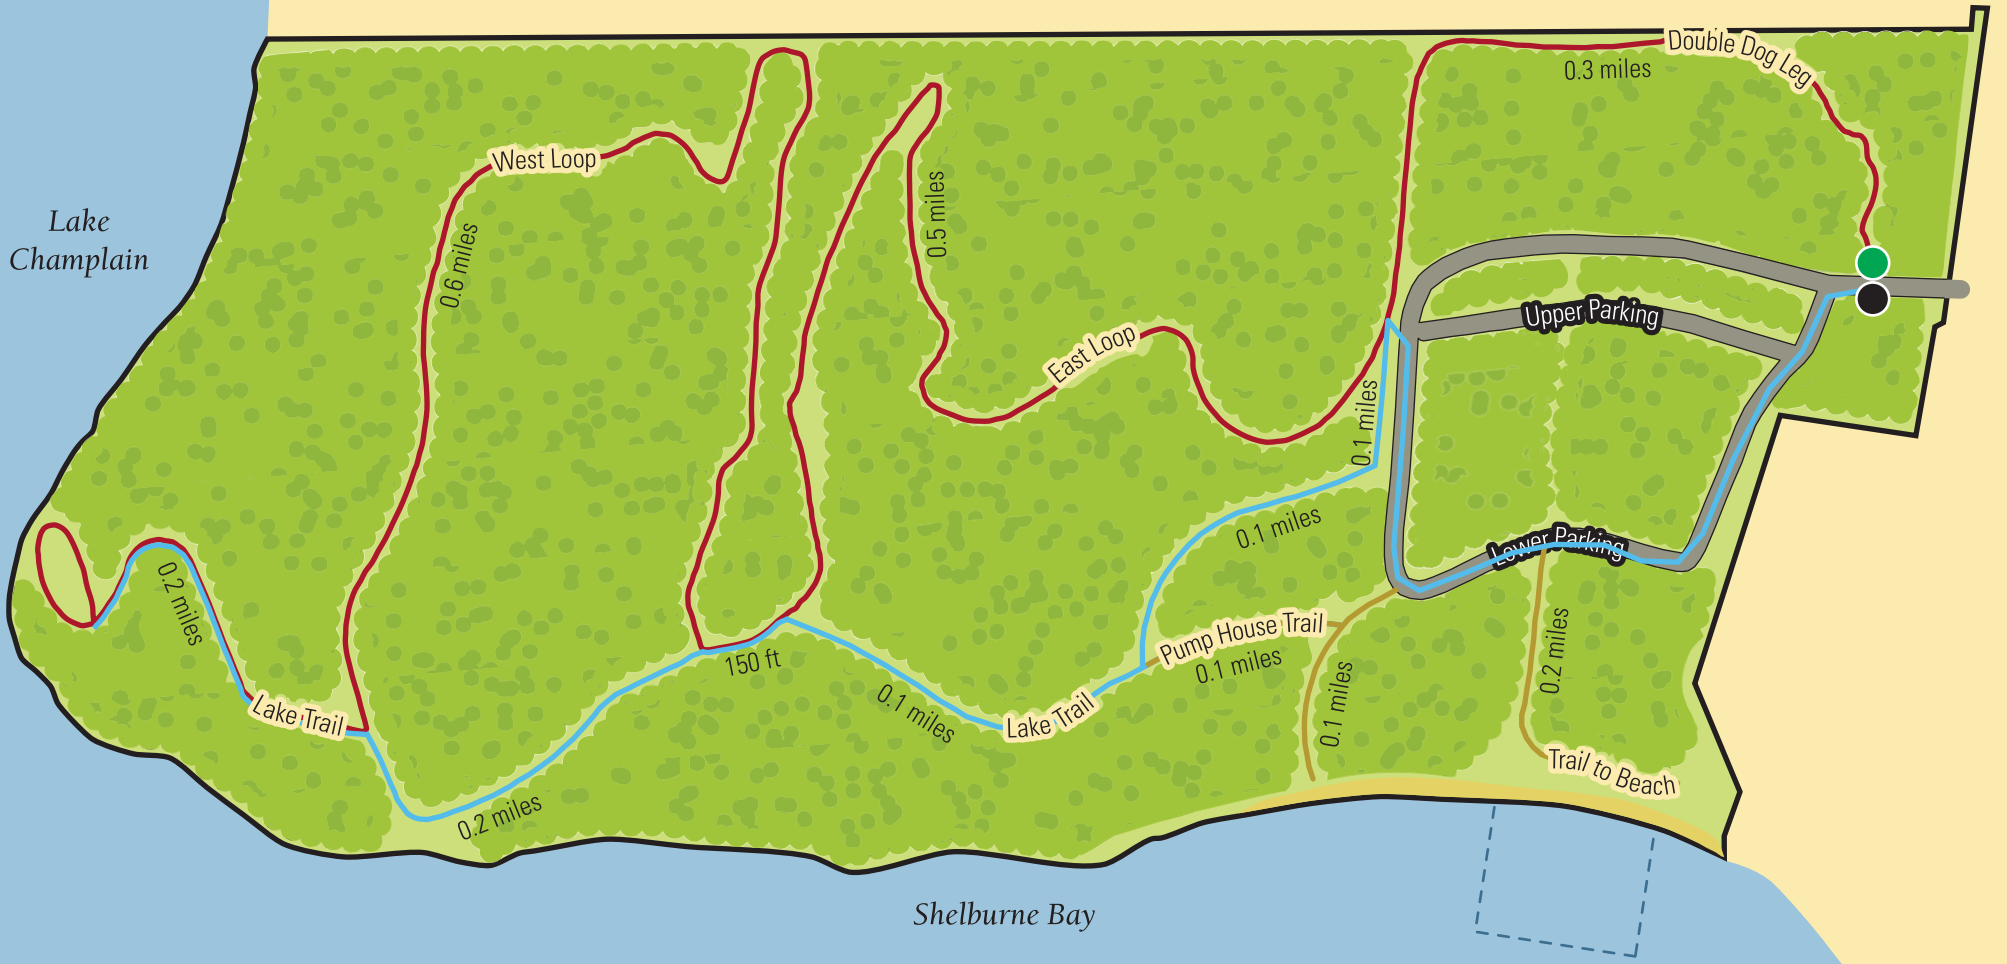 Double Dog Leg
0.3 miles
West Loop
Lake
Champlain
0.6 miles
0.5 miles
Upper Parking
East Loop
0.1 miles
0.1 miles
Lower Parking
0.2 miles
Pump House Trail
0.1 miles
0.2 miles
150 ft
0.1 miles
0.1 miles
Lake Trail
Lake Trail
Trail to Beach
0.2 miles
Shelburne Bay